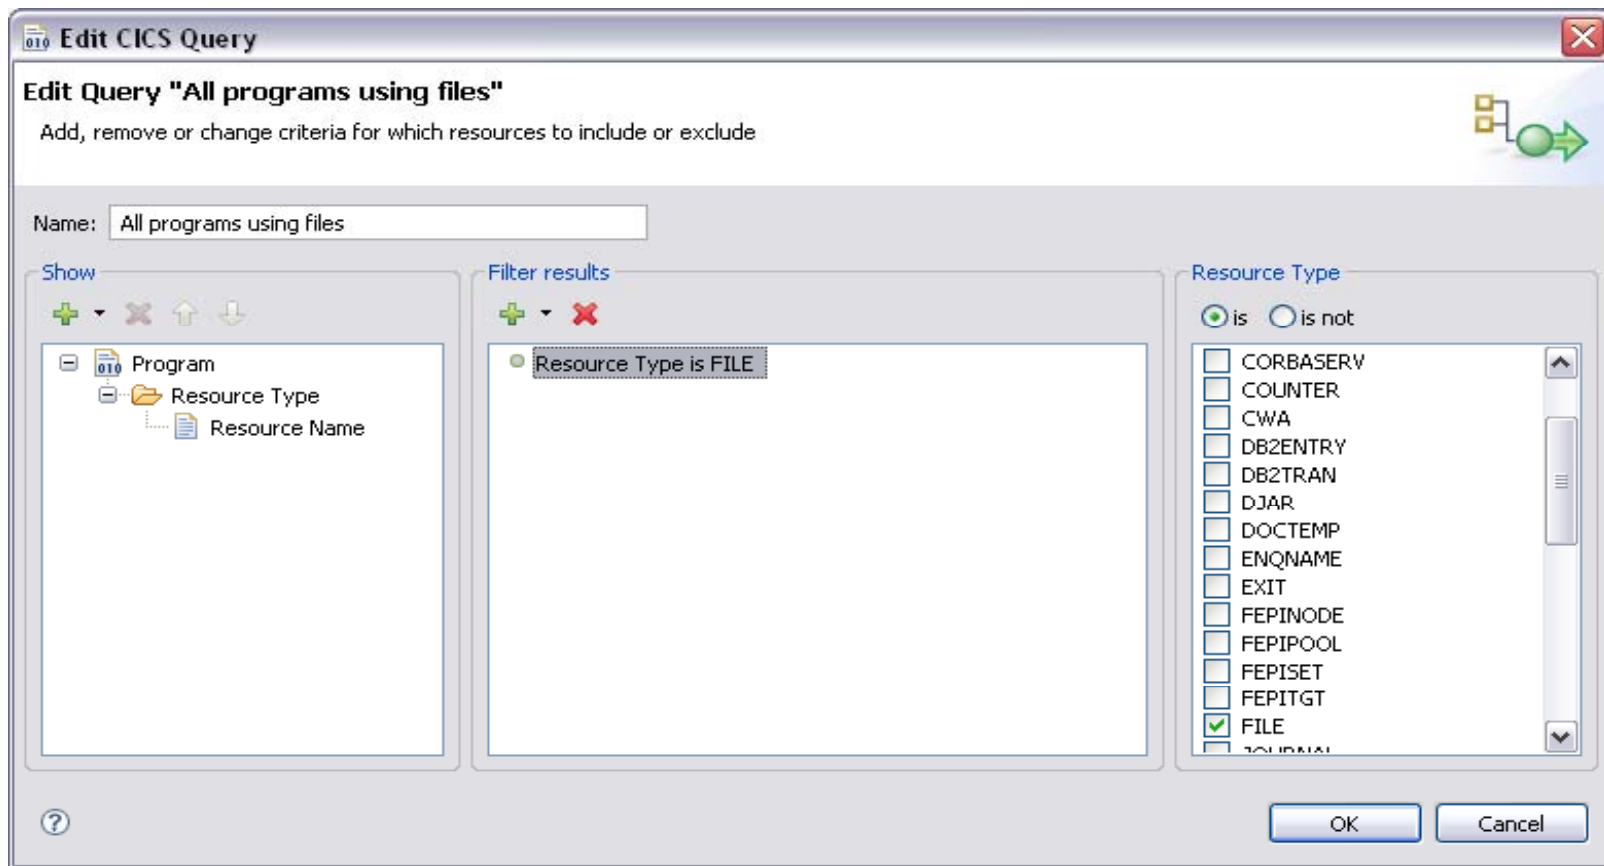 Edit CICS Query
Edit Query "All programs using files"
Add, remove or change criteria for which resources to include or exclude
Name: All programs using files
Show
Program
Resource Type
Resource Name
Filter results
Resource Type is FILE
Resource Type
is is not
CORBASERV
COUNTER
CWA
DB2ENTRY
DB2TRAN
DJAR
DOCTEMP
ENQNAME
EXIT
FEPINODE
FEPIPOOL
FEPISET
FEPITGT
FILE
JOURNAL
OK Cancel